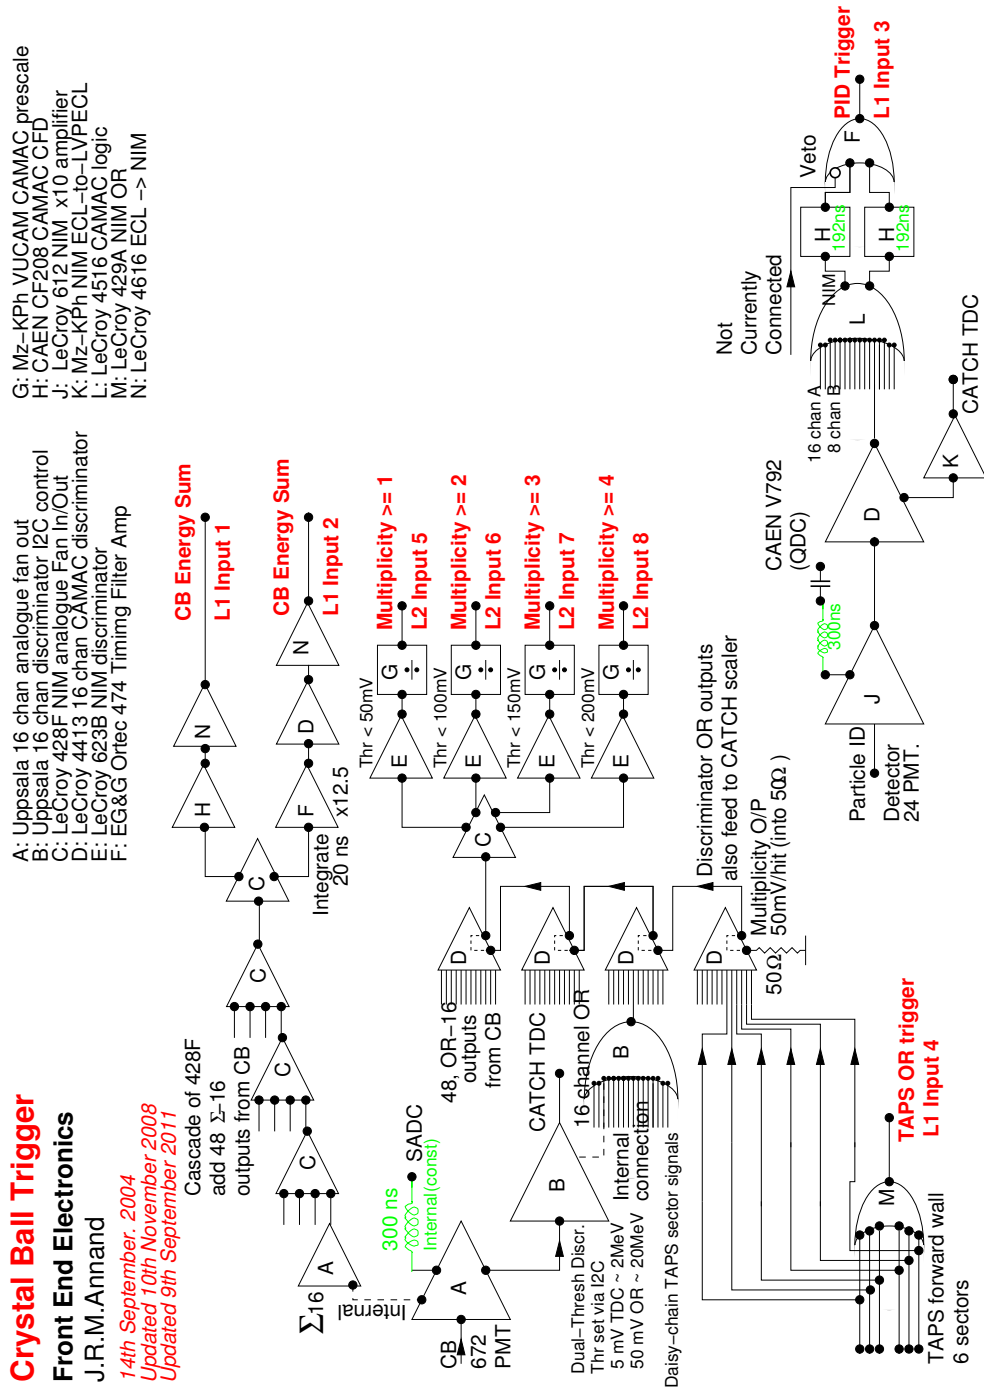 Crystal Ball Trigger
Front End Electronics
J.R.M.Annand
14th September. 2004
Updated 10th November 2008
Updated 9th September 2011
A: Uppsala 16 chan analogue fan out
B: Uppsala 16 chan discriminator I2C control
C: LeCroy 428F NIM analogue Fan In/Out
D: LeCroy 4413 16 chan CAMAC discriminator
E: LeCroy 623B NIM discriminator
F: EG&G Ortec 474 Timimg Filter Amp
G: Mz-KPh VUCAM CAMAC prescale
H: CAEN CF208 CAMAC CFD
J: LeCroy 612 NIM x10 amplifier
K: Mz-KPh NIM ECL-to-LVPECL
L: LeCroy 4516 CAMAC logic
M: LeCroy 429A NIM OR
N: LeCroy 4616 ECL -> NIM
Cascade of 428F
add 48 Σ-16
outputs from CB
Σ16
A
C
C
C
C
H
N
CB Energy Sum
L1 Input 1
F
D
N
x12.5
Integrate
20 ns
CB Energy Sum
L1 Input 2
Internal
300 ns
Internal(const)
SADC
CB
672
PMT
A
B
CATCH TDC
Dual-Thresh Discr.
Thr set via I2C
5 mV TDC ~ 2MeV
50 mV OR ~ 20MeV
Internal
connection
16 channel OR
B
Daisy-chain TAPS sector signals
48, OR-16
outputs
from CB
D
D
D
D
C
E
E
E
E
G
G
G
G
Thr < 50mV
Thr < 100mV
Thr < 150mV
Thr < 200mV
Multiplicity >= 1
L2 Input 5
Multiplicity >= 2
L2 Input 6
Multiplicity >= 3
L2 Input 7
Multiplicity >= 4
L2 Input 8
Discriminator OR outputs
also feed to CATCH scaler
Multiplicity O/P
50mV/hit (into 50Ω )
50Ω
TAPS forward wall
6 sectors
M
TAPS OR trigger
L1 Input 4
Particle ID
Detector
24 PMT.
J
300ns
CAEN V792
(QDC)
D
K
CATCH TDC
16 chan A
8 chan B
L
NIM
H
192ns
H
192ns
Not
Currently
Connected
Veto
F
PID Trigger
L1 Input 3